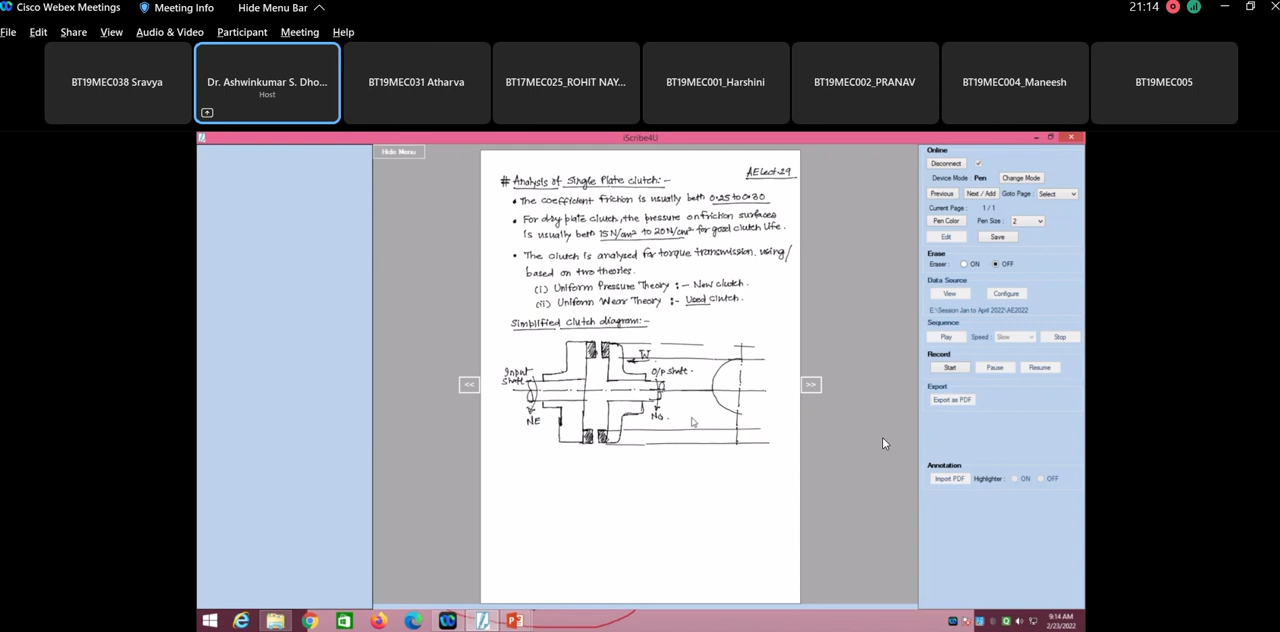 Cisco Webex Meetings
Meeting Info
Hide Menu Bar
21:14
File Edit Share View Audio & Video Participant Meeting Help
BT19MEC038 Sravya
Dr. Ashwinkumar S. Dho...
Host
BT19MEC031 Atharva
BT17MEC025_ROHIT NAY...
BT19MEC001_Harshini
BT19MEC002_PRANAV
BT19MEC004_Maneesh
BT19MEC005
iScribe4U
Hide Menu
AELect-29
# Analysis of Single Plate clutch:-
• The coefficient friction is usually betn 0.25 to 0.30
• For dry plate clutch, the pressure on friction surfaces
is usually betn 15 N/cm² to 20 N/cm² for good clutch life.
• The clutch is analysed for torque transmission using/
based on two theories.
(i) Uniform Pressure Theory :- New clutch.
(ii) Uniform Wear Theory :- Used clutch.
Simplified clutch diagram:-
Input
shaft
NE
W
O/P shaft.
<<
>>
Online
Disconnect
Device Mode : Pen Change Mode
Previous Next / Add Goto Page : Select
Current Page : 1 / 1
Pen Color Pen Size : 2
Edit Save
Erase
Eraser : ON OFF
Data Source
View Configure
E:\Session Jan to April 2022\AE2022
Sequence
Play Speed : Slow Stop
Record
Start Pause Resume
Export
Export as PDF
Annotation
Import PDF Highlighter : ON OFF
9:14 AM
2/23/2022